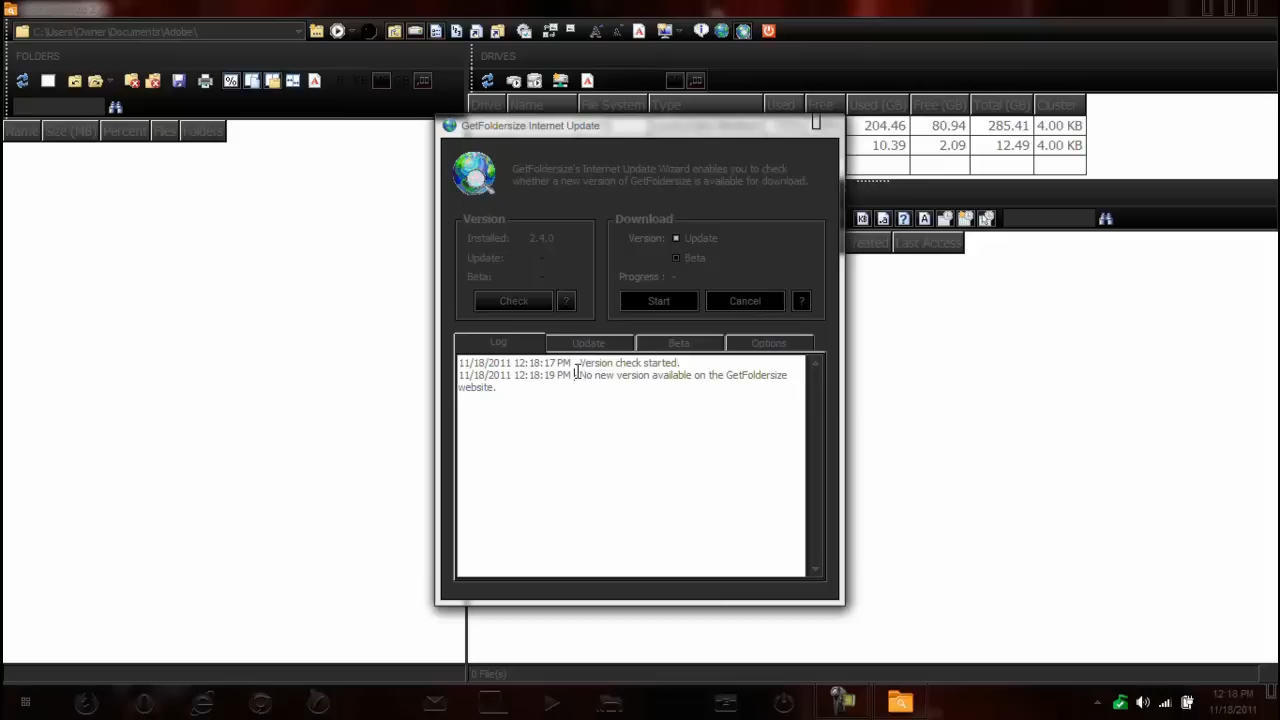 C:\Users\Owner\Documents\Adobe\
FOLDERS
DRIVES
Drive Name File System Type Used Free Used (GB) Free (GB) Total (GB) Cluster
204.46 80.94 285.41 4.00 KB
10.39 2.09 12.49 4.00 KB
Name Size (MB) Percent Files Folders
GetFoldersize Internet Update
GetFoldersize's Internet Update Wizard enables you to check
whether a new version of GetFoldersize is available for download.
Version
Installed: 2.4.0
Update: -
Beta: -
Check ?
Download
Version: Update
Beta
Progress : -
Start Cancel ?
Last Access
Log Update Beta Options
11/18/2011 12:18:17 PM - Version check started.
11/18/2011 12:18:19 PM - No new version available on the GetFoldersize
website.
0 File(s)
12:18 PM
11/18/2011